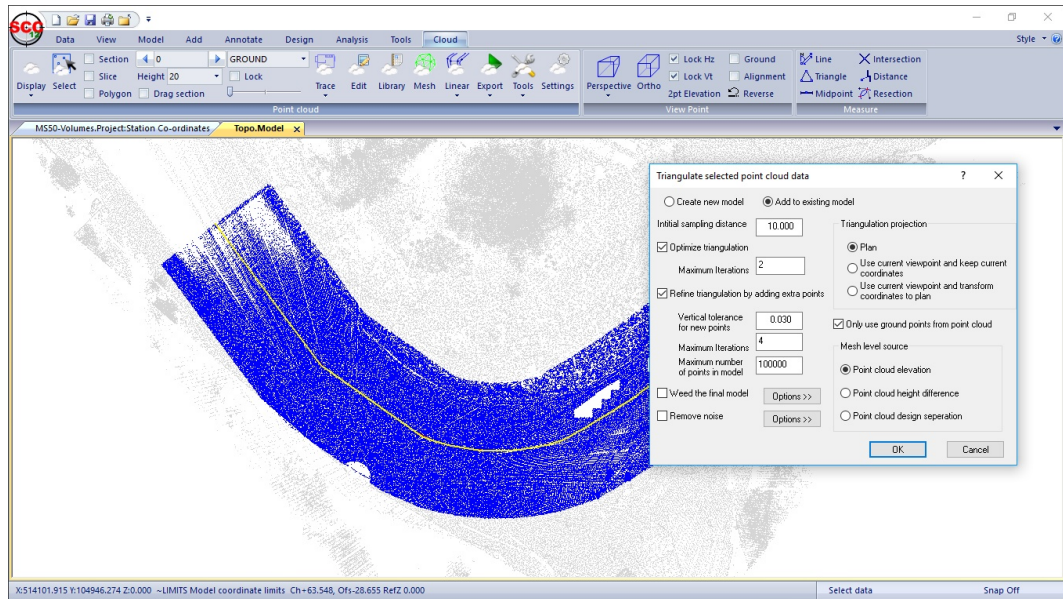 SCC
Data View Model Add Annotate Design Analysis Tools Cloud Style
Section 0 GROUND Lock Hz Ground Line Intersection
Slice Height 20 Lock Lock Vt Alignment Triangle Distance
Display Select Polygon Drag section Trace Edit Library Mesh Linear Export Tools Settings Perspective Ortho 2pt Elevation Reverse Midpoint Resection
Point cloud View Point Measure
MS50-Volumes.Project:Station Co-ordinates Topo.Model x
Triangulate selected point cloud data ? X
Create new model Add to existing model
Intitial sampling distance 10.000
Triangulation projection
Optimize triangulation
Plan
Maximum Iterations 2
Use current viewpoint and keep current
coordinates
Use current viewpoint and transform
coordinates to plan
Refine triangulation by adding extra points
Vertical tolerance
for new points 0.030
Only use ground points from point cloud
Maximum Iterations 4
Mesh level source
Maximum number
of points in model 100000
Point cloud elevation
Weed the final model Options >>
Point cloud height difference
Remove noise Options >>
Point cloud design seperation
OK Cancel
X:514101.915 Y:104946.274 Z:0.000 ~LIMITS Model coordinate limits Ch+63.548, Ofs-28.655 RefZ 0.000 Select data Snap Off